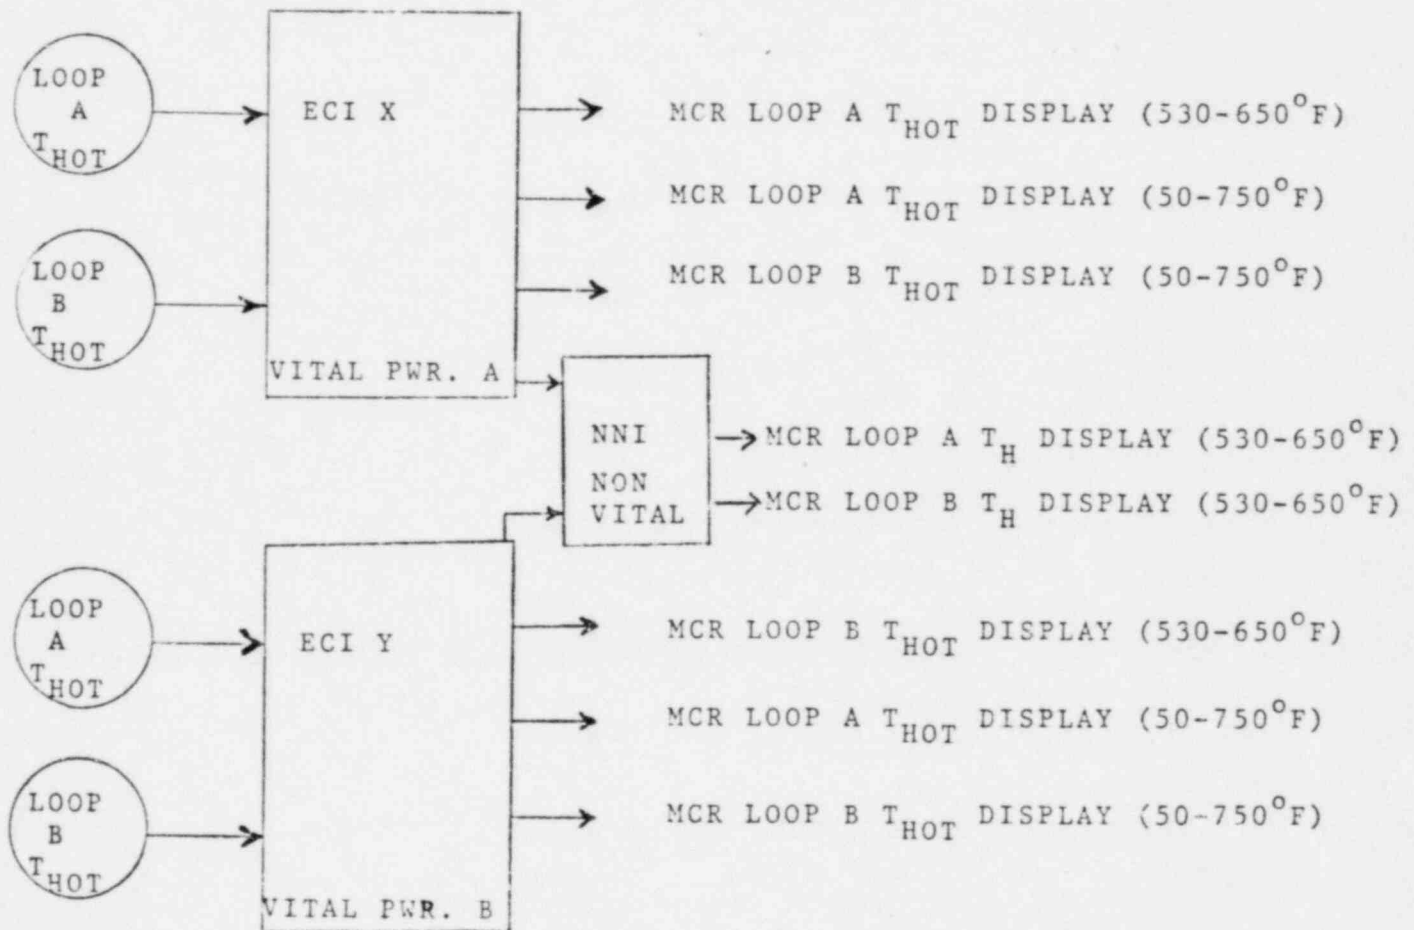 LOOP
A
THOT
ECI X
MCR LOOP A THOT DISPLAY (530-650°F)
MCR LOOP A THOT DISPLAY (50-750°F)
LOOP
B
THOT
MCR LOOP B THOT DISPLAY (50-750°F)
VITAL PWR. A
NNI
NON
VITAL
MCR LOOP A TH DISPLAY (530-650°F)
MCR LOOP B TH DISPLAY (530-650°F)
LOOP
A
THOT
ECI Y
MCR LOOP B THOT DISPLAY (530-650°F)
MCR LOOP A THOT DISPLAY (50-750°F)
LOOP
B
THOT
MCR LOOP B THOT DISPLAY (50-750°F)
VITAL PWR. B